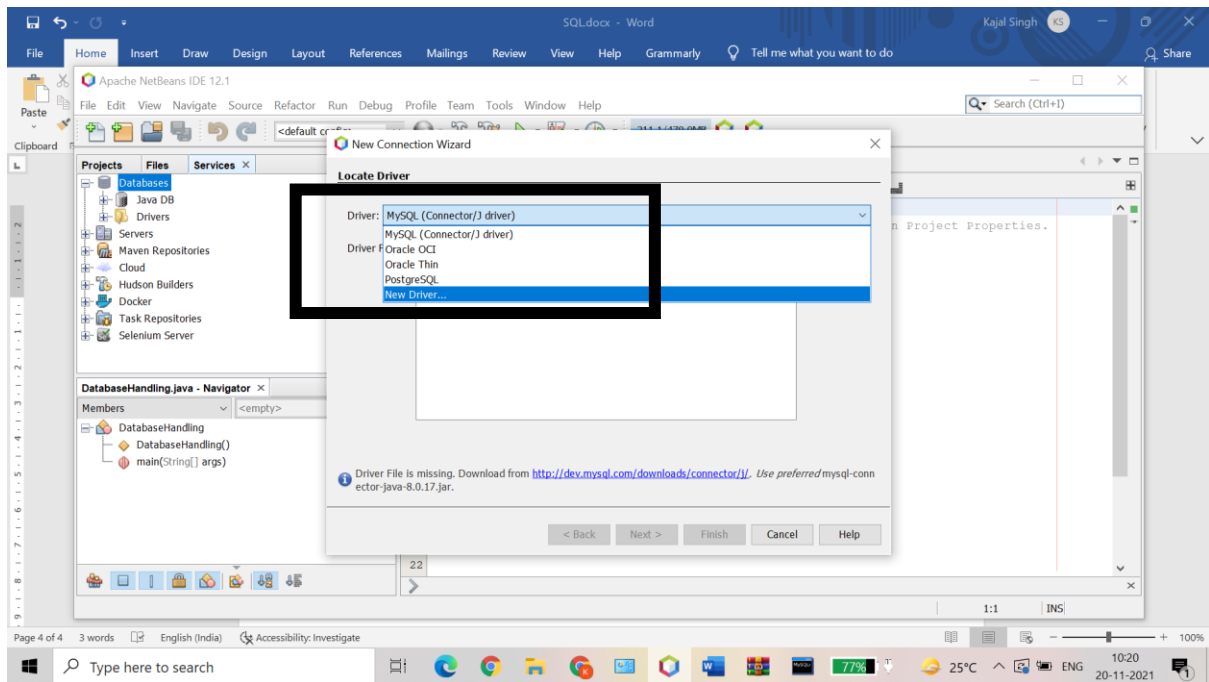 SQL.docx - Word
Kajal Singh KS
File Home Insert Draw Design Layout References Mailings Review View Help Grammarly Tell me what you want to do Share
Paste
Clipboard
Apache NetBeans IDE 12.1
File Edit View Navigate Source Refactor Run Debug Profile Team Tools Window Help
Search (Ctrl+I)
<default
New Connection Wizard
Projects Files Services
Databases
Java DB
Drivers
Servers
Maven Repositories
Cloud
Hudson Builders
Docker
Task Repositories
Selenium Server
DatabaseHandling.java - Navigator
Members <empty>
DatabaseHandling
DatabaseHandling()
main(String[] args)
Locate Driver
Driver: MySQL (Connector/J driver)
MySQL (Connector/J driver)
Driver F
Oracle OCI
Oracle Thin
PostgreSQL
New Driver...
Driver File is missing. Download from http://dev.mysql.com/downloads/connector/j/. Use preferred mysql-conn
ector-java-8.0.17.jar.
< Back Next > Finish Cancel Help
n Project Properties.
22
1:1 INS
Page 4 of 4 3 words English (India) Accessibility: Investigate
100%
Type here to search
77%
25°C
ENG
10:20
20-11-2021